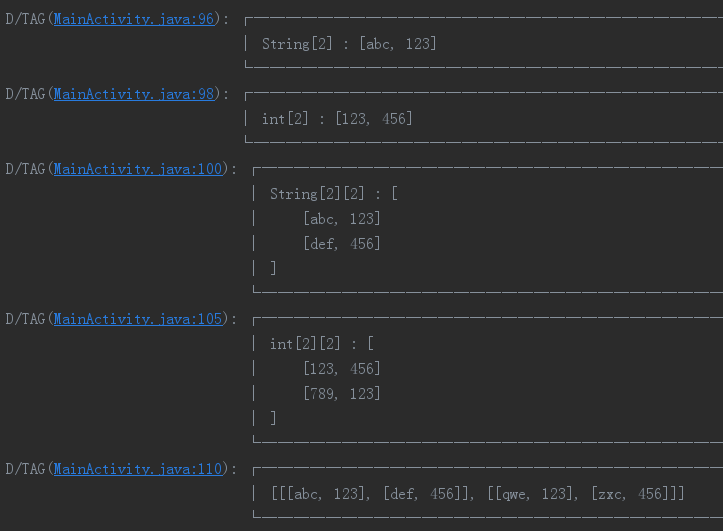 D/TAG(MainActivity.java:96):
String[2] : [abc, 123]
D/TAG(MainActivity.java:98):
int[2] : [123, 456]
D/TAG(MainActivity.java:100):
String[2][2] : [
[abc, 123]
[def, 456]
]
D/TAG(MainActivity.java:105):
int[2][2] : [
[123, 456]
[789, 123]
]
D/TAG(MainActivity.java:110):
[[[abc, 123], [def, 456]], [[qwe, 123], [zxc, 456]]]